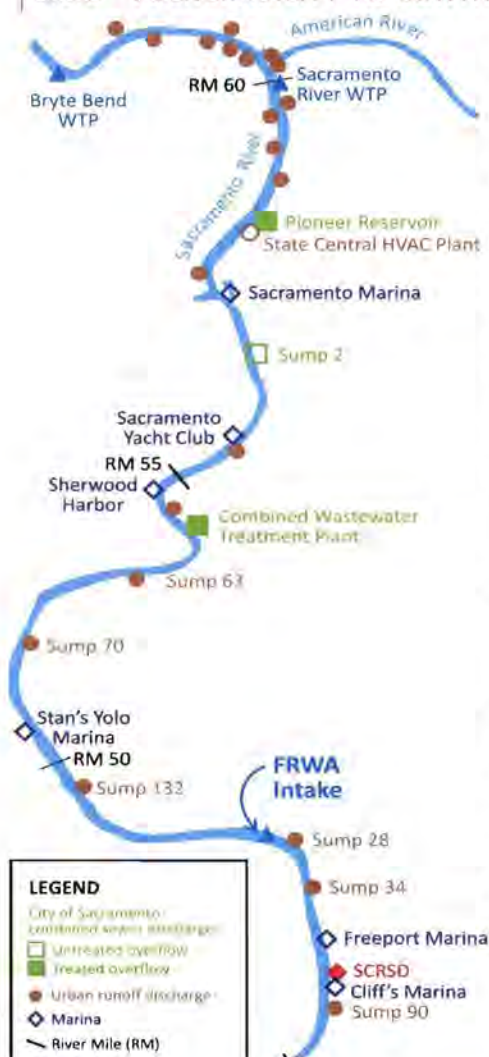 American River
RM 60
Sacramento
River WTP
Bryte Bend
WTP
Sacramento River
Pioneer Reservoir
State Central HVAC Plant
Sacramento Marina
Sump 2
Sacramento
Yacht Club
RM 55
Sherwood
Harbor
Combined Wastewater
Treatment Plant
Sump 63
Sump 70
Stan's Yolo
Marina
RM 50
Sump 132
FRWA
Intake
Sump 28
Sump 34
Freeport Marina
SCRSD
Cliff's Marina
Sump 90
LEGEND
City of Sacramento
combined sewer discharges
Untreated overflow
Treated overflow
Urban runoff discharge
Marina
River Mile (RM)